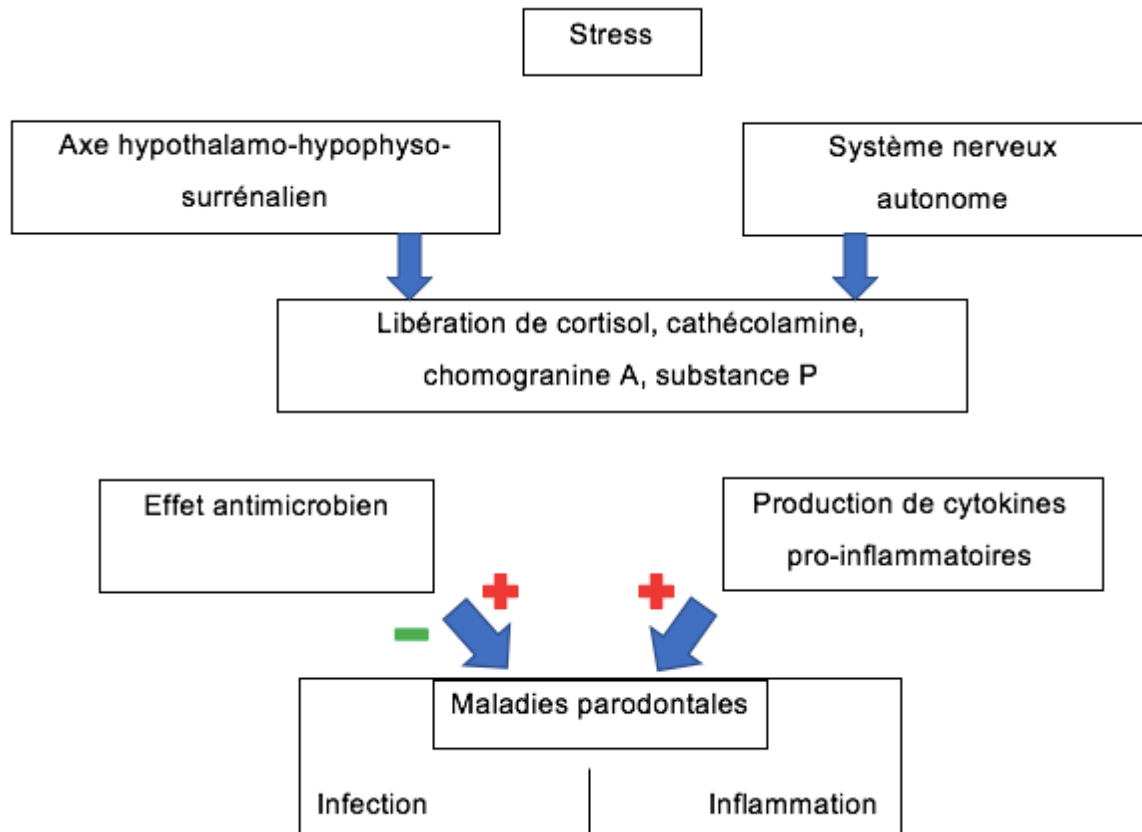 Stress
Axe hypothalamo-hypophyso-
surrénalien
Système nerveux
autonome
Libération de cortisol, cathécolamine,
chomogranine A, substance P
Effet antimicrobien
Production de cytokines
pro-inflammatoires
Maladies parodontales
Infection
Inflammation